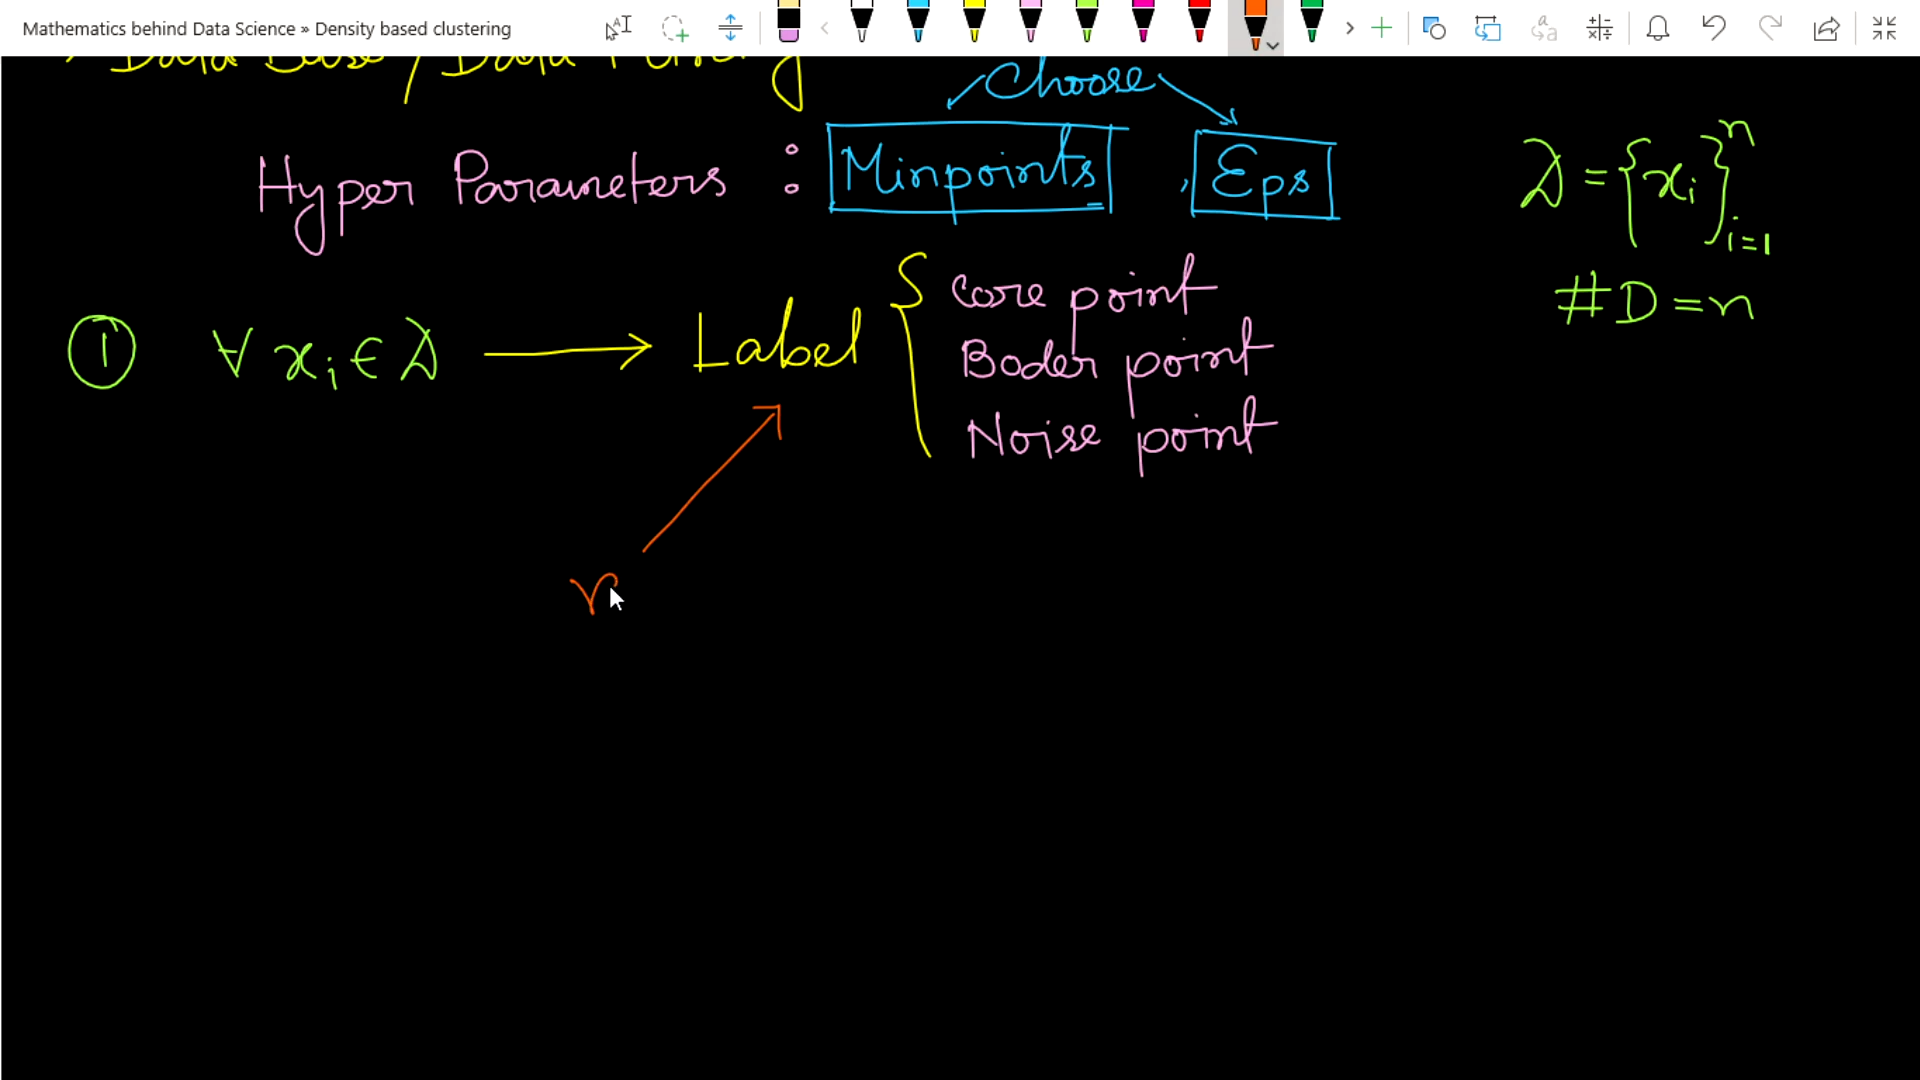 Mathematics behind Data Science » Density based clustering
Choose
Hyper Parameters : Minpoints , Eps
D = {xi}ⁿi=1
#D = n
① ∀ xi ∈ D → Label { Core point
Boder point
Noise point
r